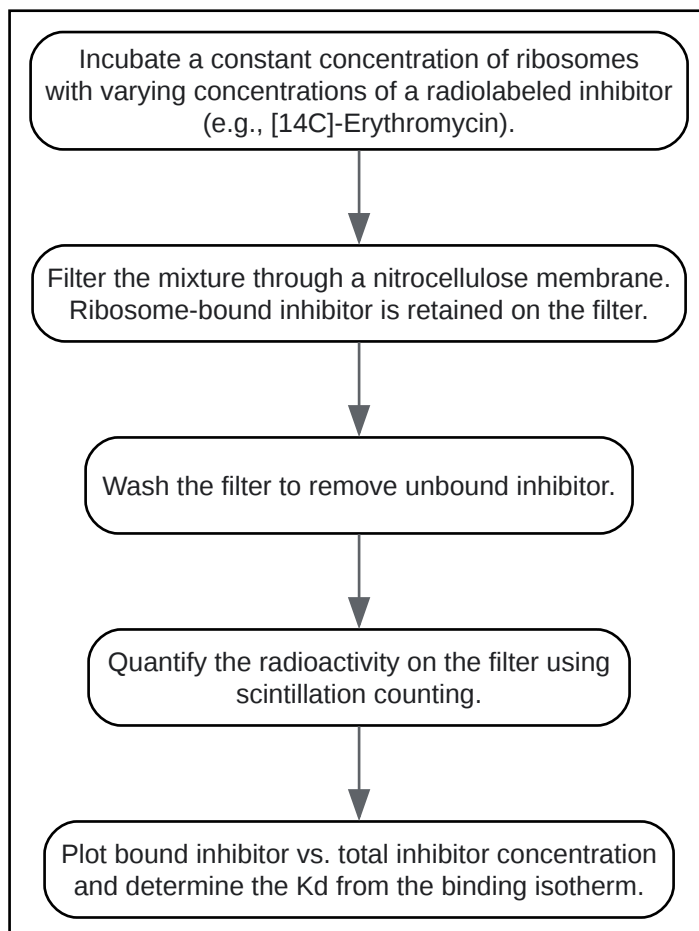 Incubate a constant concentration of ribosomes
with varying concentrations of a radiolabeled inhibitor
(e.g., [14C]-Erythromycin).
Filter the mixture through a nitrocellulose membrane.
Ribosome-bound inhibitor is retained on the filter.
Wash the filter to remove unbound inhibitor.
Quantify the radioactivity on the filter using
scintillation counting.
Plot bound inhibitor vs. total inhibitor concentration
and determine the Kd from the binding isotherm.